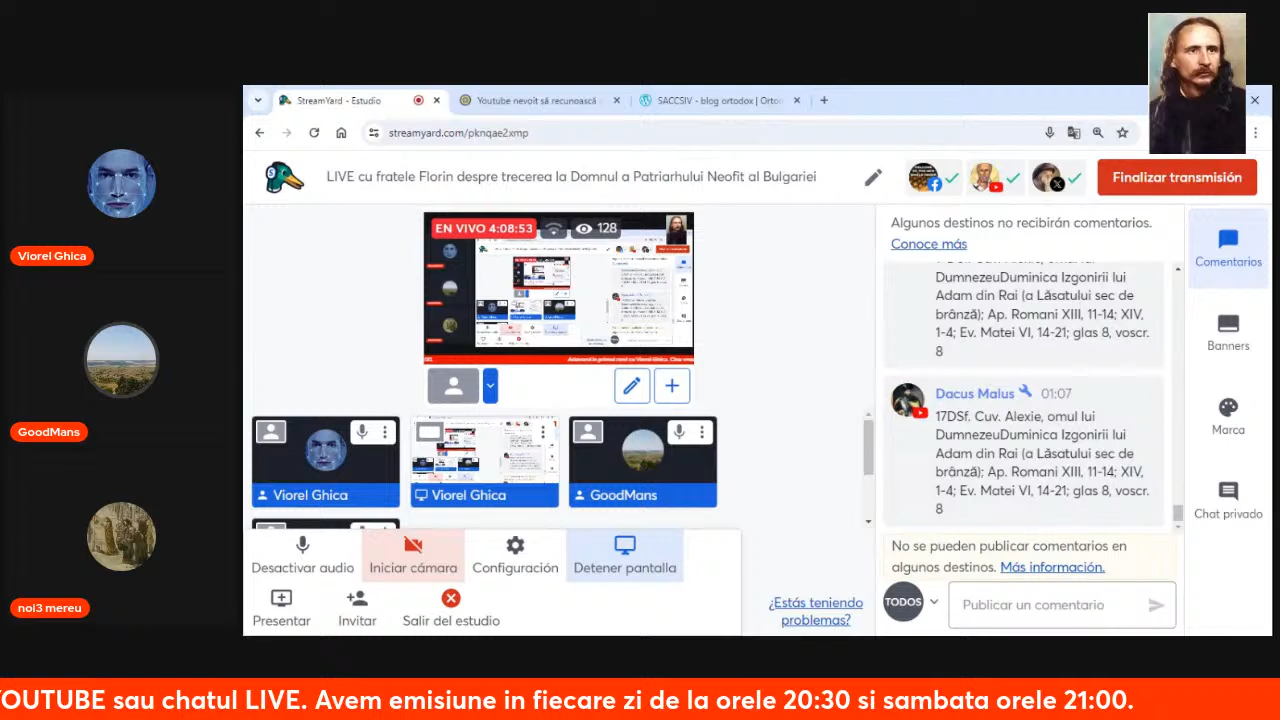 StreamYard - Estudio
Youtube nevoit să recunoască
SACCSIV - blog ortodox | Orto
streamyard.com/pknqae2xmp
LIVE cu fratele Florin despre trecerea la Domnul a Patriarhului Neofit al Bulgariei
Finalizar transmisión
EN VIVO 4:08:53
128
Viorel Ghica
GoodMans
noi3 mereu
Viorel Ghica
Viorel Ghica
GoodMans
Desactivar audio
Iniciar cámara
Configuración
Detener pantalla
Presentar
Invitar
Salir del estudio
¿Estás teniendo
problemas?
Algunos destinos no recibirán comentarios.
Conoce más
DumnezeuDuminica Izgonirii lui
Adam din Rai (a Lăsatului sec de
brânză); Ap. Romani XIII, 11-14; XIV,
1-4; Ev. Matei VI, 14-21; glas 8, voscr.
8
Dacus Malus 01:07
17DSf. Cuv. Alexie, omul lui
DumnezeuDuminica Izgonirii lui
Adam din Rai (a Lăsatului sec de
brânză); Ap. Romani XIII, 11-14; XIV,
1-4; Ev. Matei VI, 14-21; glas 8, voscr.
8
No se pueden publicar comentarios en
algunos destinos. Más información.
TODOS
Publicar un comentario
Comentarios
Banners
Marca
Chat privado
YOUTUBE sau chatul LIVE. Avem emisiune in fiecare zi de la orele 20:30 si sambata orele 21:00.